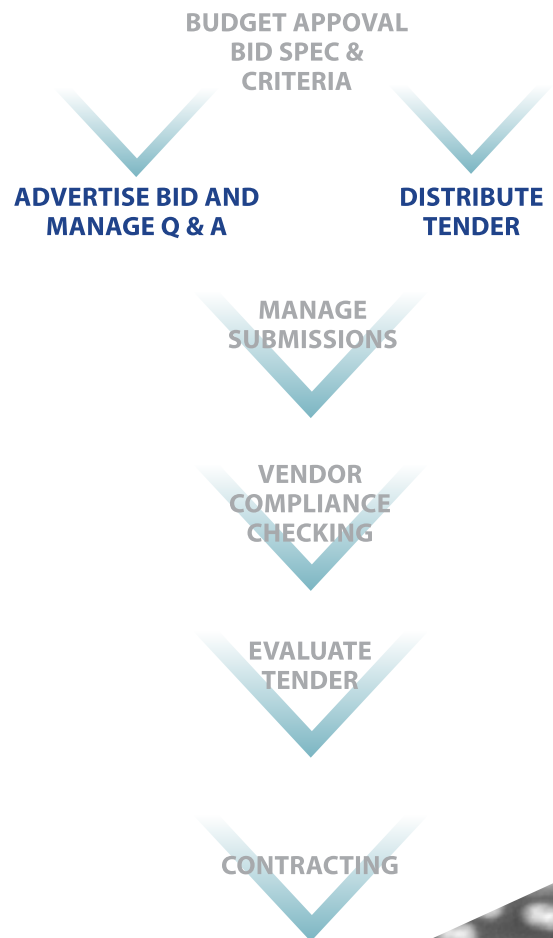 BUDGET APPOVAL
BID SPEC &
CRITERIA
ADVERTISE BID AND
MANAGE Q & A
DISTRIBUTE
TENDER
MANAGE
SUBMISSIONS
VENDOR
COMPLIANCE
CHECKING
EVALUATE
TENDER
CONTRACTING